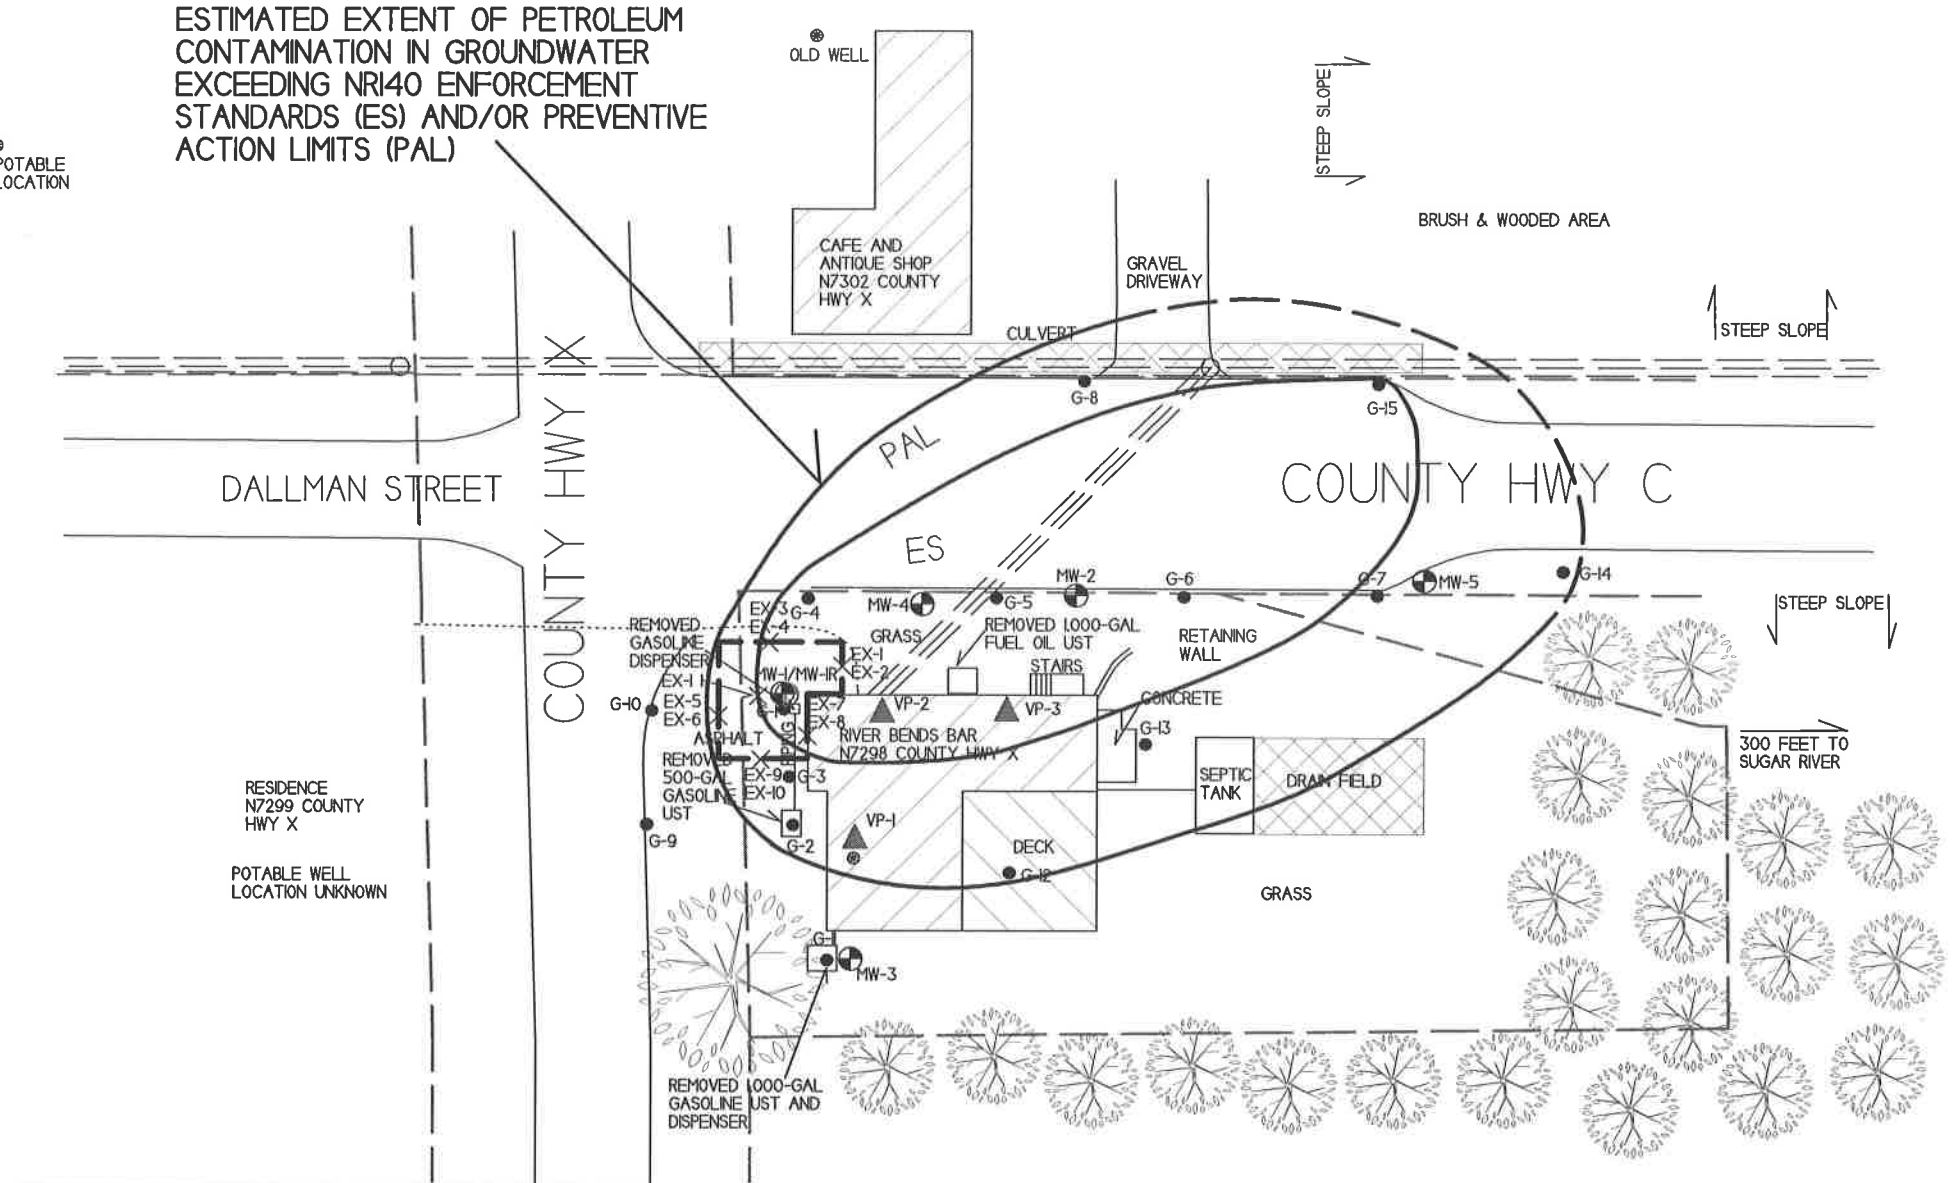 ESTIMATED EXTENT OF PETROLEUM
CONTAMINATION IN GROUNDWATER
EXCEEDING NR140 ENFORCEMENT
STANDARDS (ES) AND/OR PREVENTIVE
ACTION LIMITS (PAL)
OLD WELL
POTABLE
LOCATION
STEEP SLOPE
BRUSH & WOODED AREA
CAFE AND
ANTIQUE SHOP
N7302 COUNTY
HWY X
GRAVEL
DRIVEWAY
CULVERT
STEEP SLOPE
G-8
G-15
PAL
DALLMAN STREET
COUNTY HWY X
COUNTY HWY C
ES
MW-2
G-6
G-7
MW-5
G-14
EX-3
EX-4
G-4
MW-4
G-5
STEEP SLOPE
REMOVED
GASOLINE
DISPENSER
GRASS
REMOVED 1,000-GAL
FUEL OIL UST
RETAINING
WALL
EX-1
EX-2
STAIRS
MW-1/MW-1R
EX-11
EX-5
EX-6
G-10
EX-7
EX-8
VP-2
VP-3
CONCRETE
G-13
ASPHALT
PIPING
RIVER BENDS BAR
N7298 COUNTY HWY X
300 FEET TO
SUGAR RIVER
REMOVED
500-GAL
GASOLINE
UST
EX-9
EX-10
G-3
SEPTIC
TANK
DRAIN FIELD
RESIDENCE
N7299 COUNTY
HWY X
VP-1
G-9
G-2
DECK
G-12
POTABLE WELL
LOCATION UNKNOWN
GRASS
MW-3
REMOVED 1,000-GAL
GASOLINE UST AND
DISPENSER